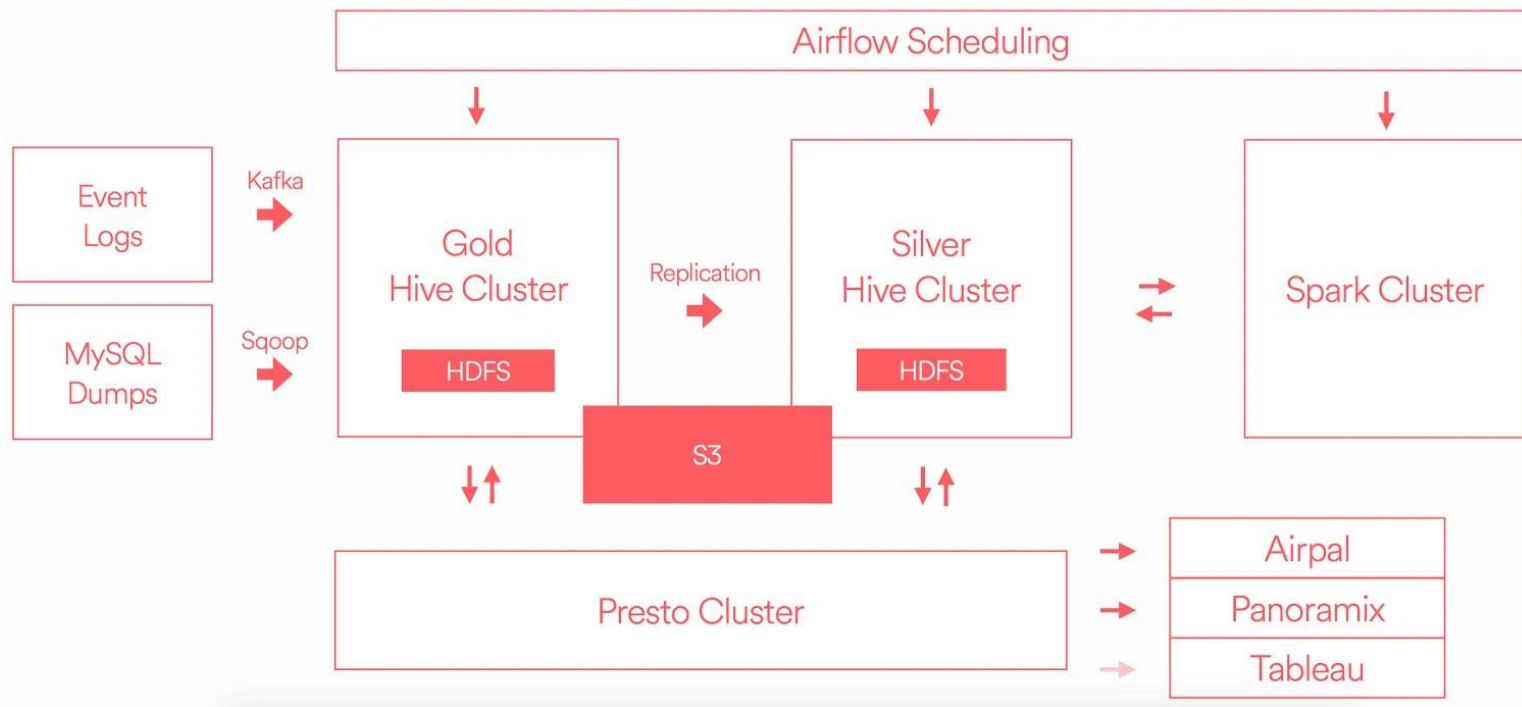 Airflow Scheduling
Event
Logs
Kafka
Gold
Hive Cluster
HDFS
Replication
Silver
Hive Cluster
HDFS
Spark Cluster
MySQL
Dumps
Sqoop
S3
Presto Cluster
Airpal
Panoramix
Tableau